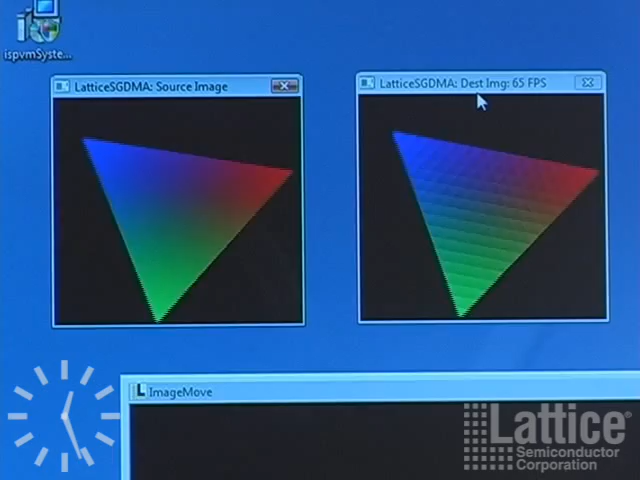 ispvmSyste...
LatticeSGDMA: Source Image
LatticeSGDMA: Dest Img: 65 FPS
ImageMove
Lattice®
Semiconductor
Corporation